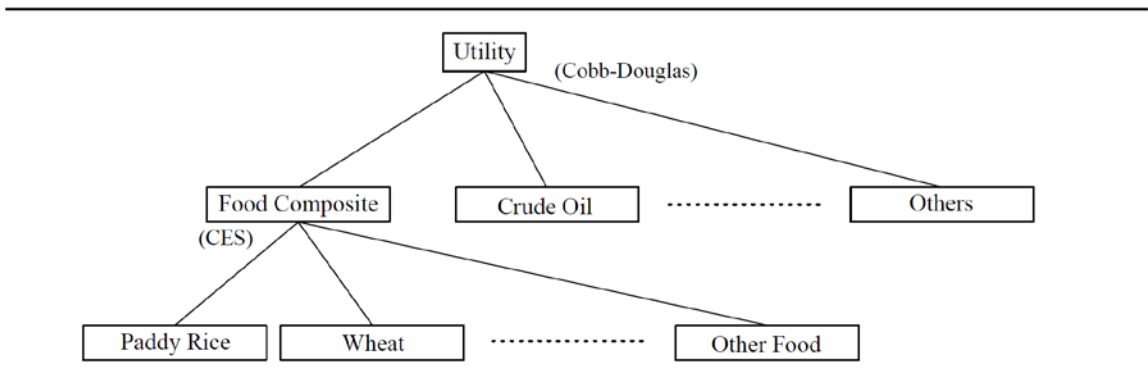 Utility
(Cobb-Douglas)
Food Composite
Crude Oil
Others
(CES)
Paddy Rice
Wheat
Other Food